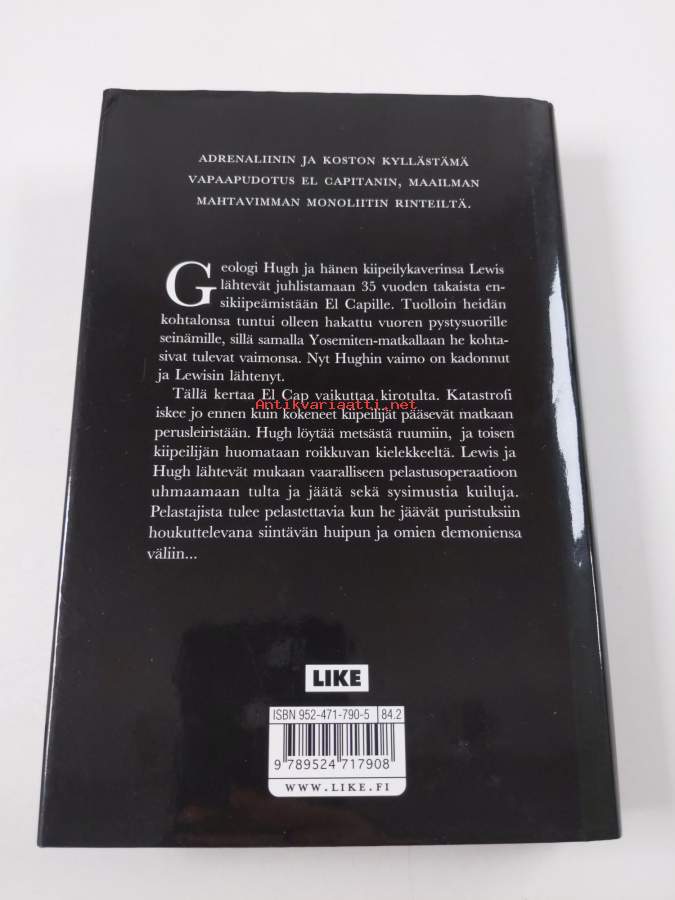 ADRENALIININ JA KOSTON KYLLÄSTÄMÄ
VAPAAPUDOTUS EL CAPITANIN, MAAILMAN
MAHTAVIMMAN MONOLIITIN RINTEILTÄ.
Geologi Hugh ja hänen kiipeilykaverinsa Lewis
lähtevät juhlistamaan 35 vuoden takaista en-
sikiipeämistään El Capille. Tuolloin heidän
kohtalonsa tuntui olleen hakattu vuoren pystysuorille
seinämille, sillä samalla Yosemiten-matkallaan he kohta-
sivat tulevat vaimonsa. Nyt Hughin vaimo on kadonnut
ja Lewisin lähtenyt.
Tällä kertaa El Cap vaikuttaa kirotulta. Katastrofi
Antikvariaatti.net
iskee jo ennen kuin kokeneet kiipeilijät pääsevät matkaan
perusleiristään. Hugh löytää metsästä ruumiin, ja toisen
kiipeilijän huomataan roikkuvan kielekkeeltä. Lewis ja
Hugh lähtevät mukaan vaaralliseen pelastusoperaatioon
uhmaamaan tulta ja jäätä sekä sysimustia kuiluja.
Pelastajista tulee pelastettavia kun he jäävät puristuksiin
houkuttelevana siintävän huipun ja omien demoniensa
väliin...
LIKE
ISBN 952-471-790-5 84.2
9 789524 717908
WWW.LIKE.FI